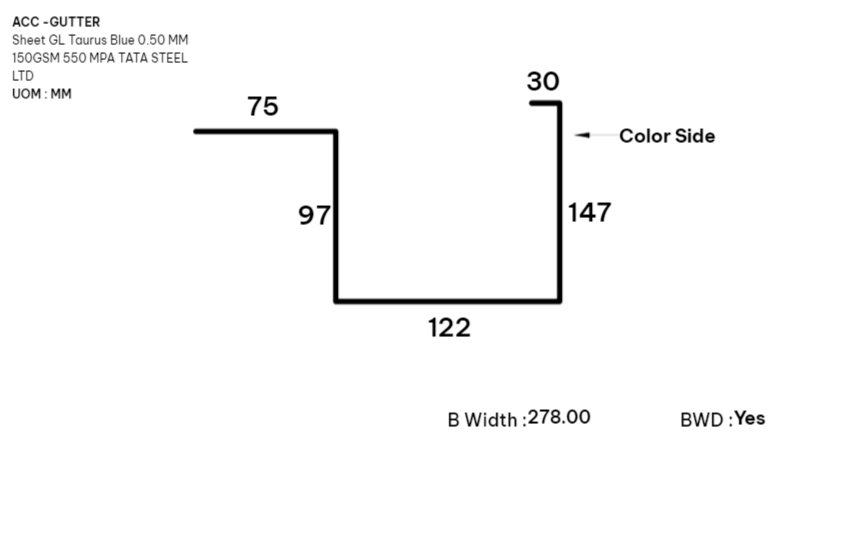 ACC -GUTTER
Sheet GL Taurus Blue 0.50 MM
150GSM 550 MPA TATA STEEL
LTD
UOM : MM
75
30
Color Side
97
147
122
B Width :278.00
BWD :Yes